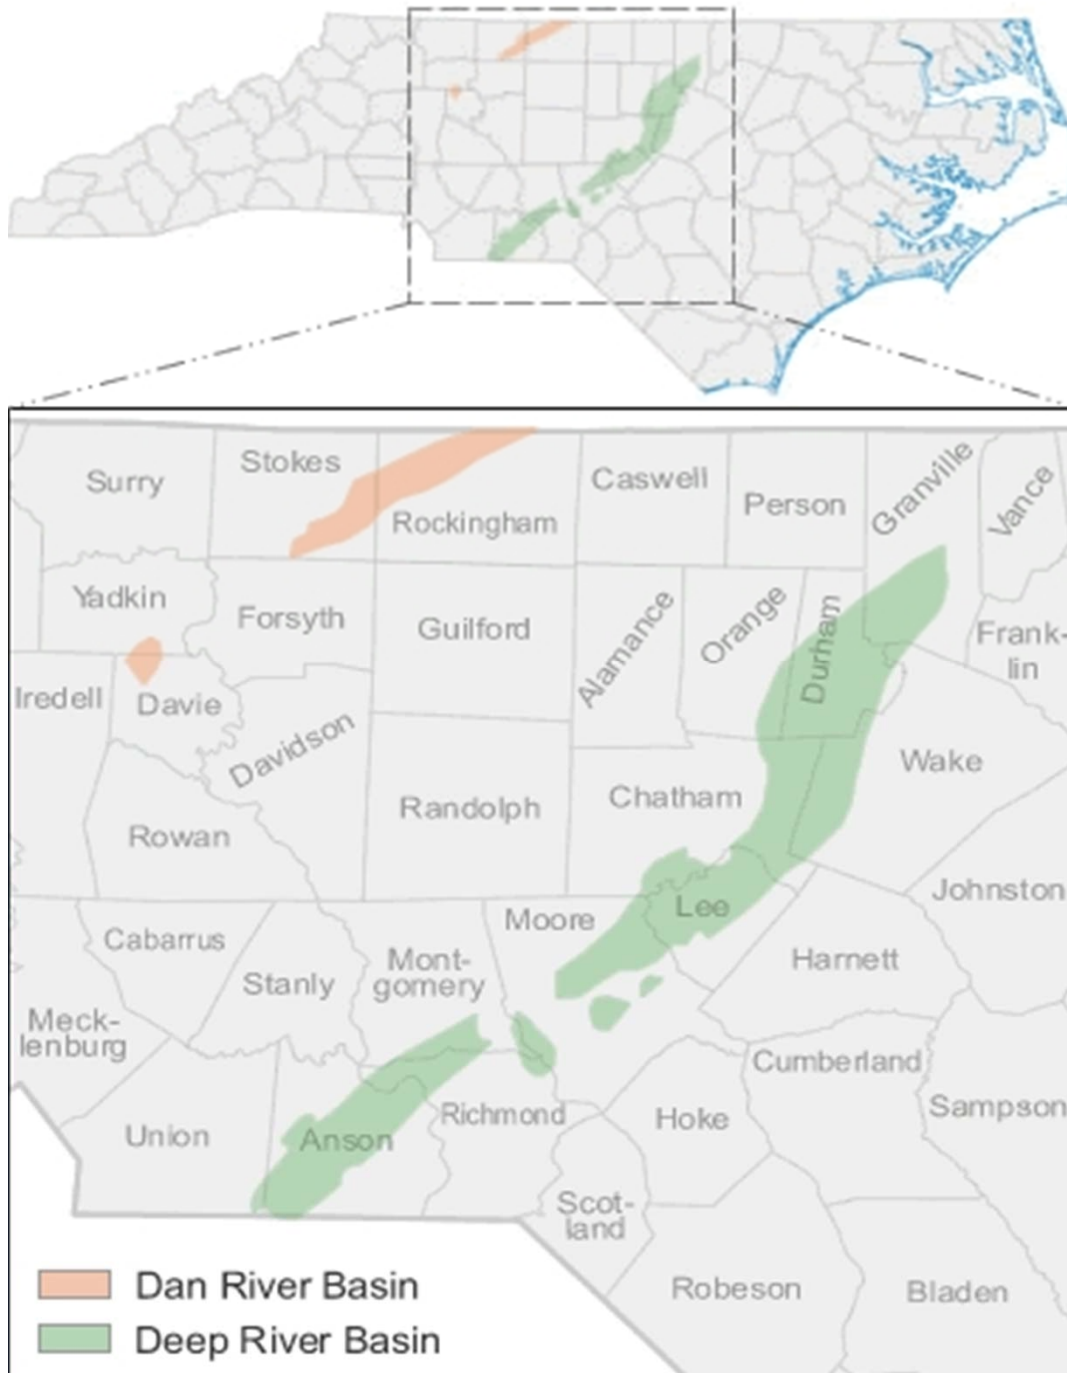 Surry
Stokes
Rockingham
Caswell
Person
Granville
Vance
Yadkin
Forsyth
Guilford
Alamance
Orange
Durham
Frank-
lin
Iredell
Davie
Davidson
Randolph
Chatham
Wake
Rowan
Johnston
Cabarrus
Stanly
Mont-
gomery
Moore
Lee
Harnett
Meck-
lenburg
Union
Anson
Richmond
Hoke
Cumberland
Sampson
Scot-
land
Robeson
Bladen
Dan River Basin
Deep River Basin